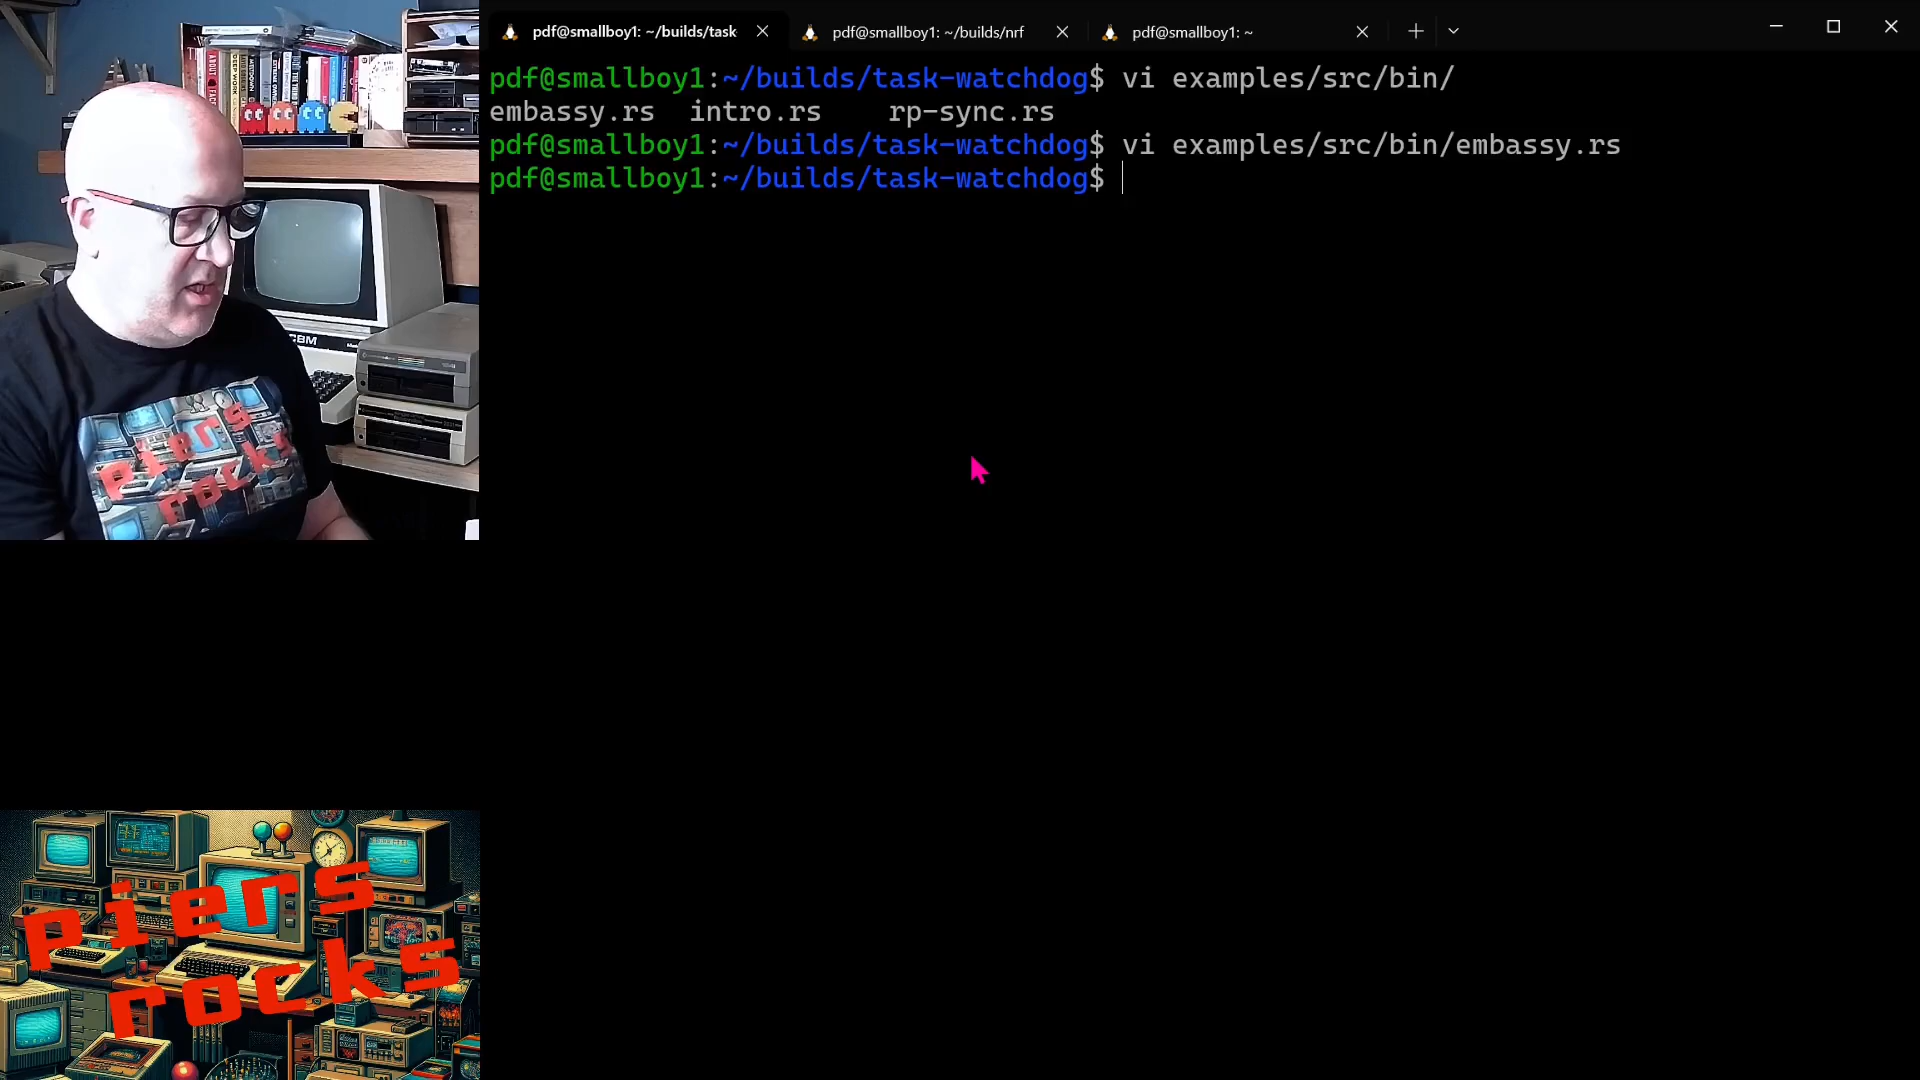 pdf@smallboy1: ~/builds/task
pdf@smallboy1: ~/builds/nrf
pdf@smallboy1: ~
pdf@smallboy1:~/builds/task-watchdog$ vi examples/src/bin/
embassy.rs intro.rs rp-sync.rs
pdf@smallboy1:~/builds/task-watchdog$ vi examples/src/bin/embassy.rs
pdf@smallboy1:~/builds/task-watchdog$
CBM
piers
rocks
piers
rocks